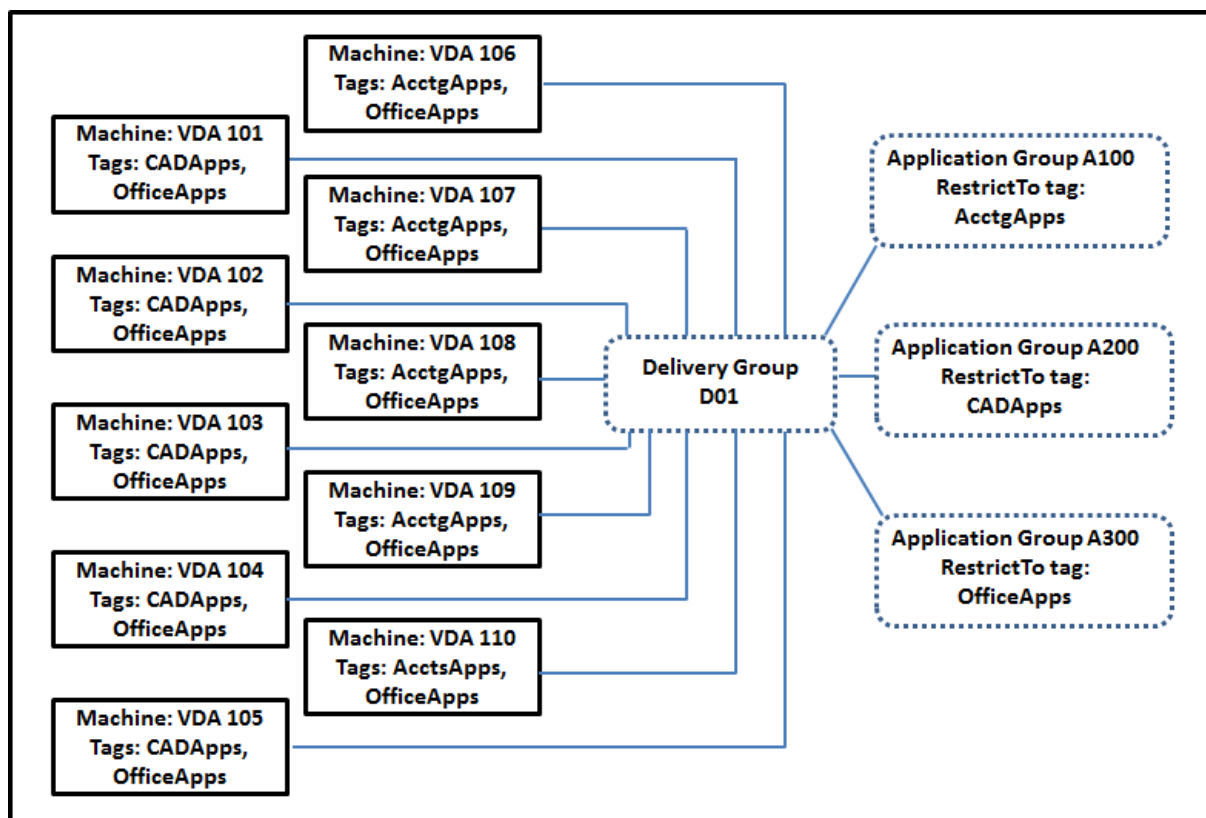 Machine: VDA 106
Tags: AcctgApps,
OfficeApps
Machine: VDA 101
Tags: CADApps,
OfficeApps
Machine: VDA 107
Tags: AcctgApps,
OfficeApps
Machine: VDA 102
Tags: CADApps,
OfficeApps
Machine: VDA 108
Tags: AcctgApps,
OfficeApps
Machine: VDA 103
Tags: CADApps,
OfficeApps
Machine: VDA 109
Tags: AcctgApps,
OfficeApps
Machine: VDA 104
Tags: CADApps,
OfficeApps
Machine: VDA 110
Tags: AcctsApps,
OfficeApps
Machine: VDA 105
Tags: CADApps,
OfficeApps
Delivery Group
D01
Application Group A100
RestrictTo tag:
AcctgApps
Application Group A200
RestrictTo tag:
CADApps
Application Group A300
RestrictTo tag:
OfficeApps